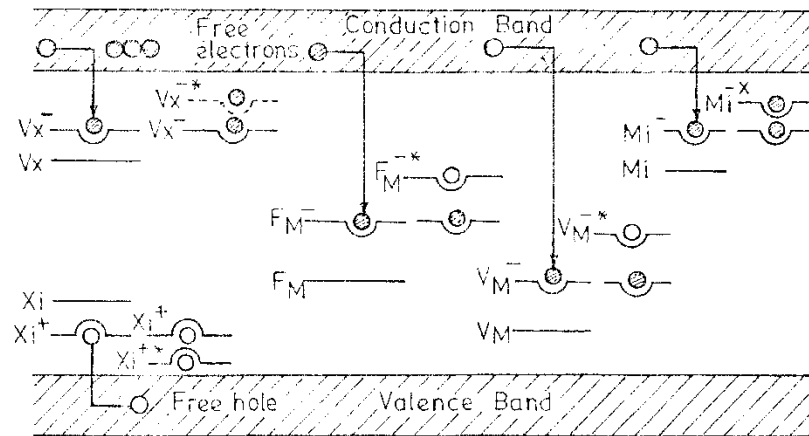 Free
electrons
Conduction Band
Vx⁻*
Vx⁻
Vx⁻
Vx
F_M⁻*
F_M⁻
F_M
V_M⁻*
V_M⁻
V_M
Mi⁻x
Mi⁻
Mi
Xi
Xi⁺
Xi⁺
Xi⁺*
Free hole
Valence Band